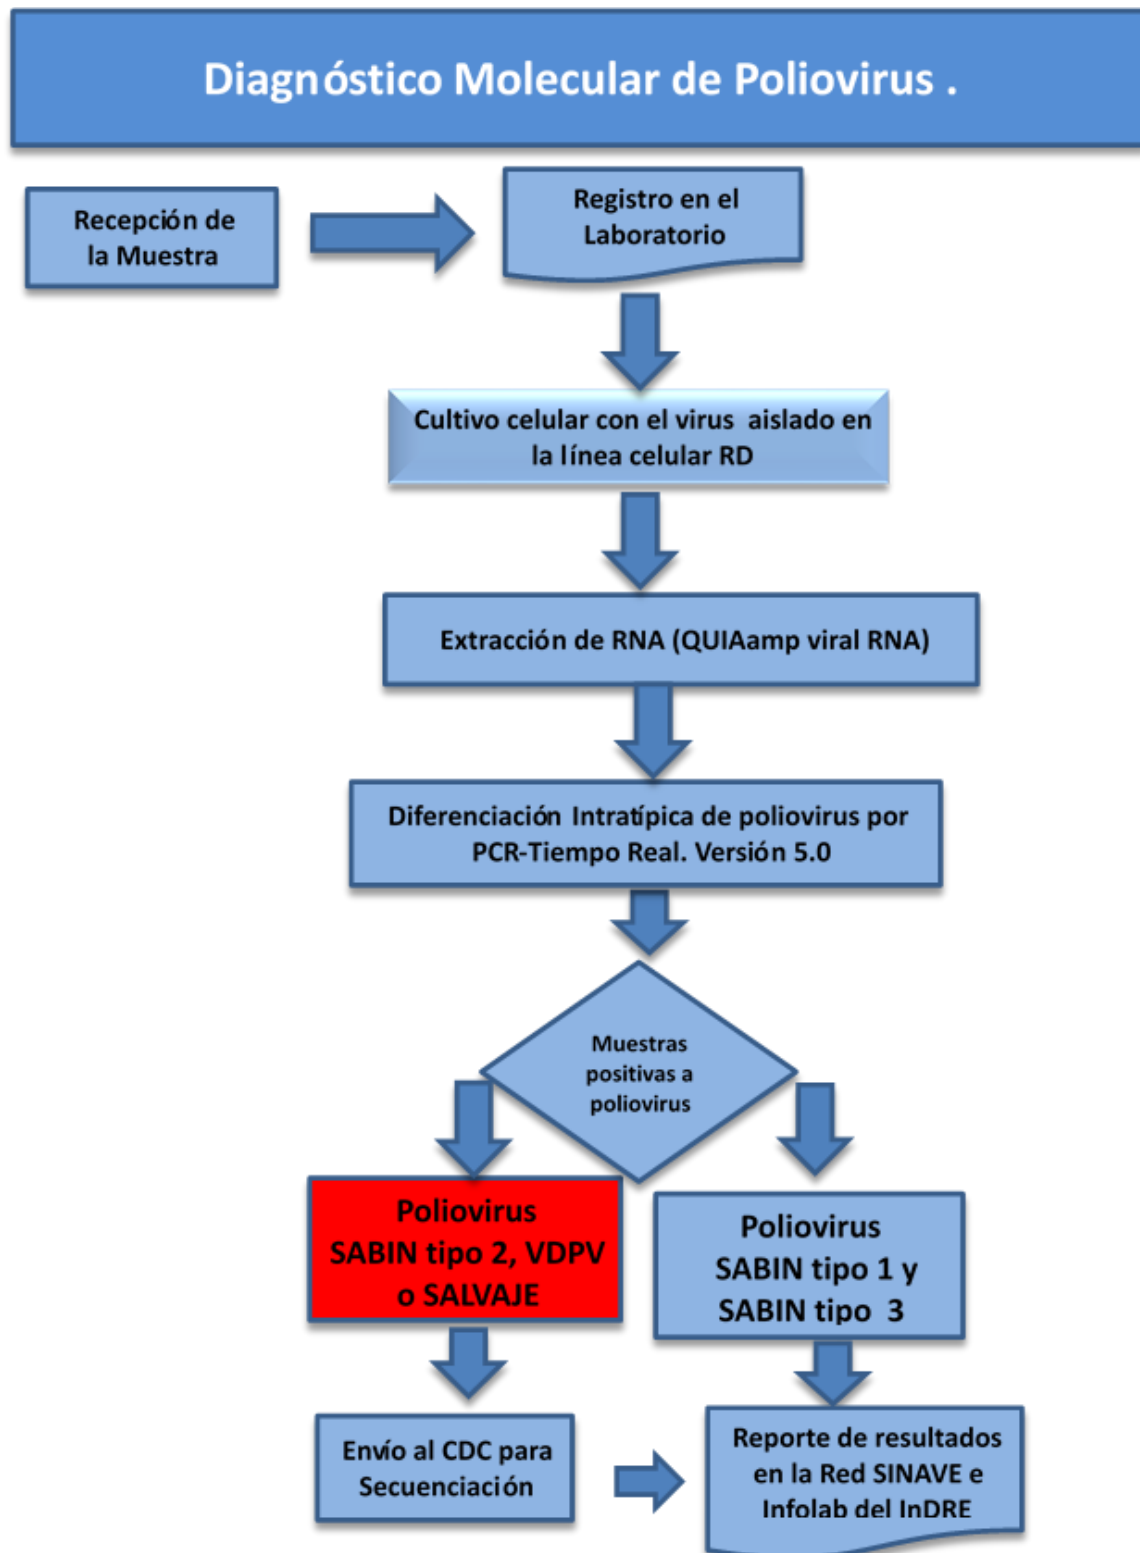 Diagnóstico Molecular de Poliovirus .
Recepción de
la Muestra
Registro en el
Laboratorio
Cultivo celular con el virus aislado en
la línea celular RD
Extracción de RNA (QUIAamp viral RNA)
Diferenciación Intratípica de poliovirus por
PCR-Tiempo Real. Versión 5.0
Muestras
positivas a
poliovirus
Poliovirus
SABIN tipo 2, VDPV
o SALVAJE
Poliovirus
SABIN tipo 1 y
SABIN tipo 3
Envío al CDC para
Secuenciación
Reporte de resultados
en la Red SINAVE e
Infolab del InDRE